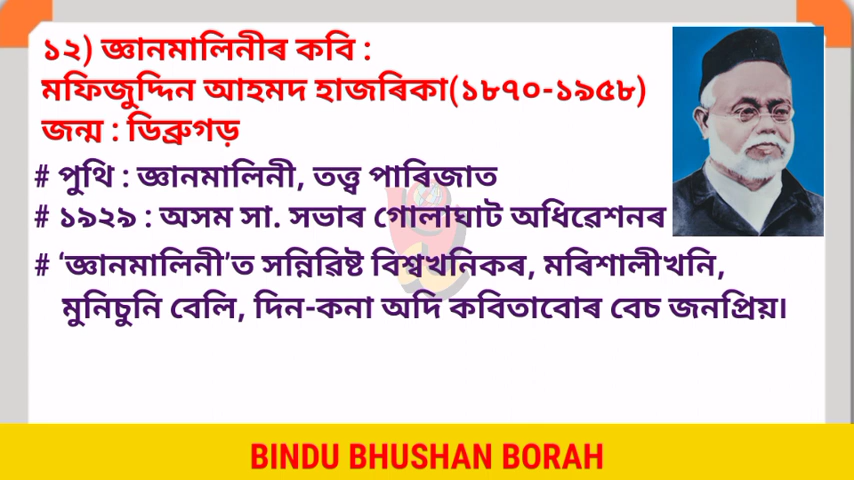 ১২) জ্ঞানমালিনীৰ কবি :
মফিজুদ্দিন আহমদ হাজৰিকা(১৮৭০-১৯৫৮)
জন্ম : ডিব্ৰুগড়
# পুথি : জ্ঞানমালিনী, তত্ত্ব পাৰিজাত
# ১৯২৯ : অসম সা. সভাৰ গোলাঘাট অধিৱেশনৰ
# ‘জ্ঞানমালিনী’ত সন্নিৱিষ্ট বিশ্বখনিকৰ, মৰিশালীখনি,
মুনিচুনি বেলি, দিন-কনা অদি কবিতাবোৰ বেচ জনপ্ৰিয়।
BINDU BHUSHAN BORAH